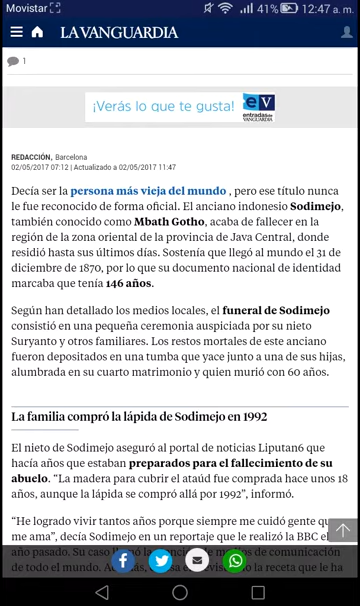 Movistar 41% 12:47 a. m.
LA VANGUARDIA
1
¡Verás lo que te gusta! ev
entradasde
VANGUARDIA
REDACCIÓN, Barcelona
02/05/2017 07:12 | Actualizado a 02/05/2017 11:47
Decía ser la persona más vieja del mundo , pero ese título nunca
le fue reconocido de forma oficial. El anciano indonesio Sodimejo,
también conocido como Mbath Gotho, acaba de fallecer en la
región de la zona oriental de la provincia de Java Central, donde
residió hasta sus últimos días. Sostenía que llegó al mundo el 31 de
diciembre de 1870, por lo que su documento nacional de identidad
marcaba que tenía 146 años.
Según han detallado los medios locales, el funeral de Sodimejo
consistió en una pequeña ceremonia auspiciada por su nieto
Suryanto y otros familiares. Los restos mortales de este anciano
fueron depositados en una tumba que yace junto a una de sus hijas,
alumbrada en su cuarto matrimonio y quien murió con 60 años.
La familia compró la lápida de Sodimejo en 1992
El nieto de Sodimejo aseguró al portal de noticias Liputan6 que
hacía años que estaban preparados para el fallecimiento de su
abuelo. “La madera para cubrir el ataúd fue comprada hace unos 18
años, aunque la lápida se compró allá por 1992”, informó.
“He logrado vivir tantos años porque siempre me cuidó gente qu
me ama”, decía Sodimejo en un reportaje que le realizó la BBC el
año pasado. Su caso de comunicación
de todo el mundo. la receta que le ha